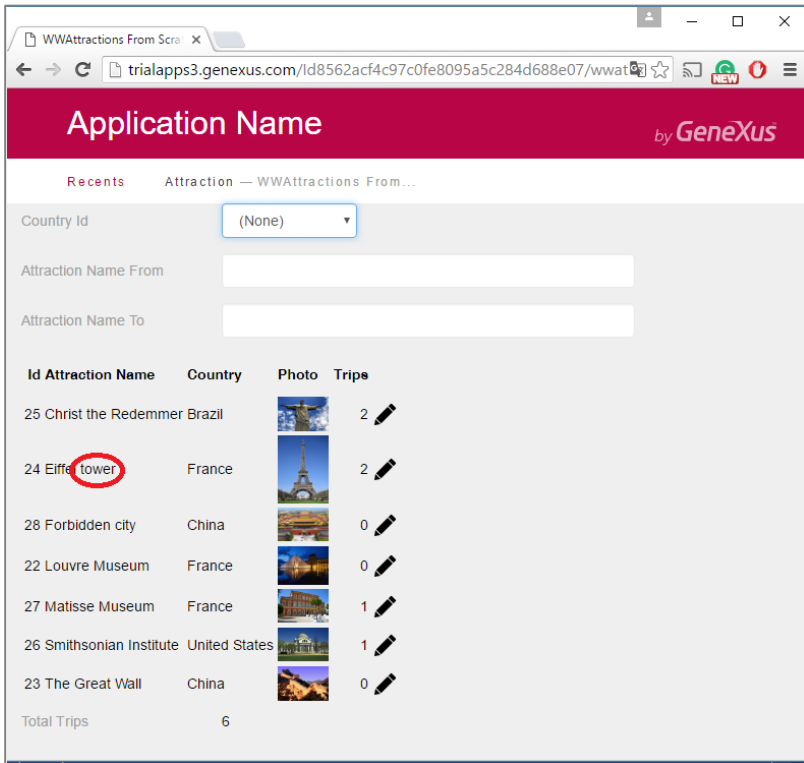 WWAttractions From Scra
trialapps3.genexus.com/Id8562acf4c97c0fe8095a5c284d688e07/wwat
NEW
Application Name
by GeneXus
Recents Attraction — WWAttractions From...
Country Id (None)
Attraction Name From
Attraction Name To
Id Attraction Name Country Photo Trips
25 Christ the Redemmer Brazil 2
24 Eiffel tower France 2
28 Forbidden city China 0
22 Louvre Museum France 0
27 Matisse Museum France 1
26 Smithsonian Institute United States 1
23 The Great Wall China 0
Total Trips 6